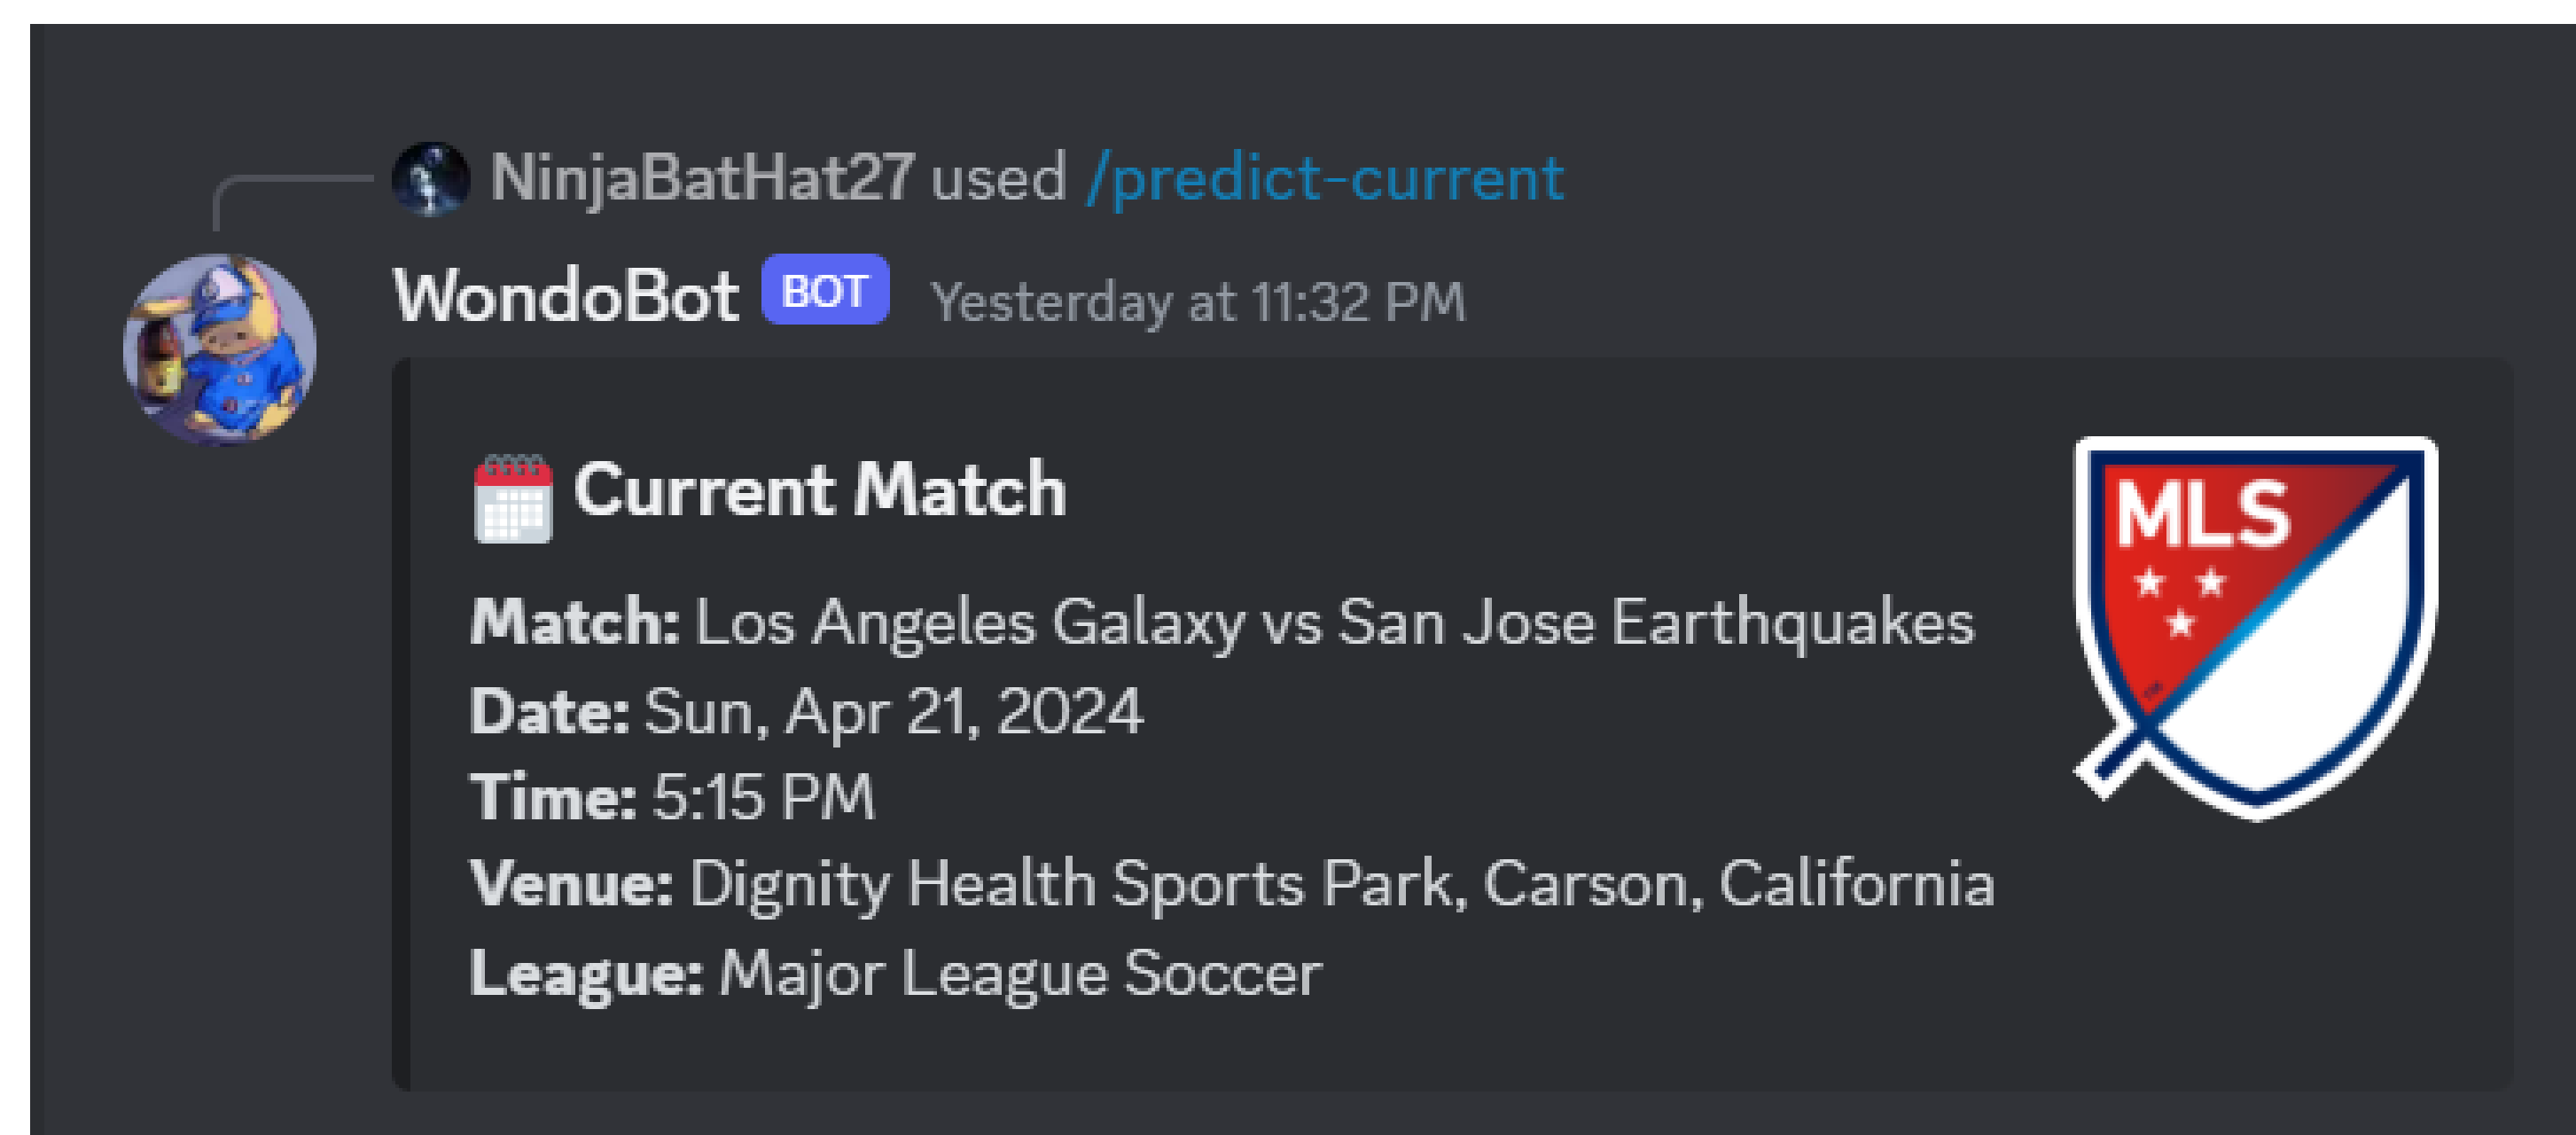 NinjaBatHat27 used /predict-current
WondoBot BOT Yesterday at 11:32 PM
Current Match
MLS
Match: Los Angeles Galaxy vs San Jose Earthquakes
Date: Sun, Apr 21, 2024
Time: 5:15 PM
Venue: Dignity Health Sports Park, Carson, California
League: Major League Soccer